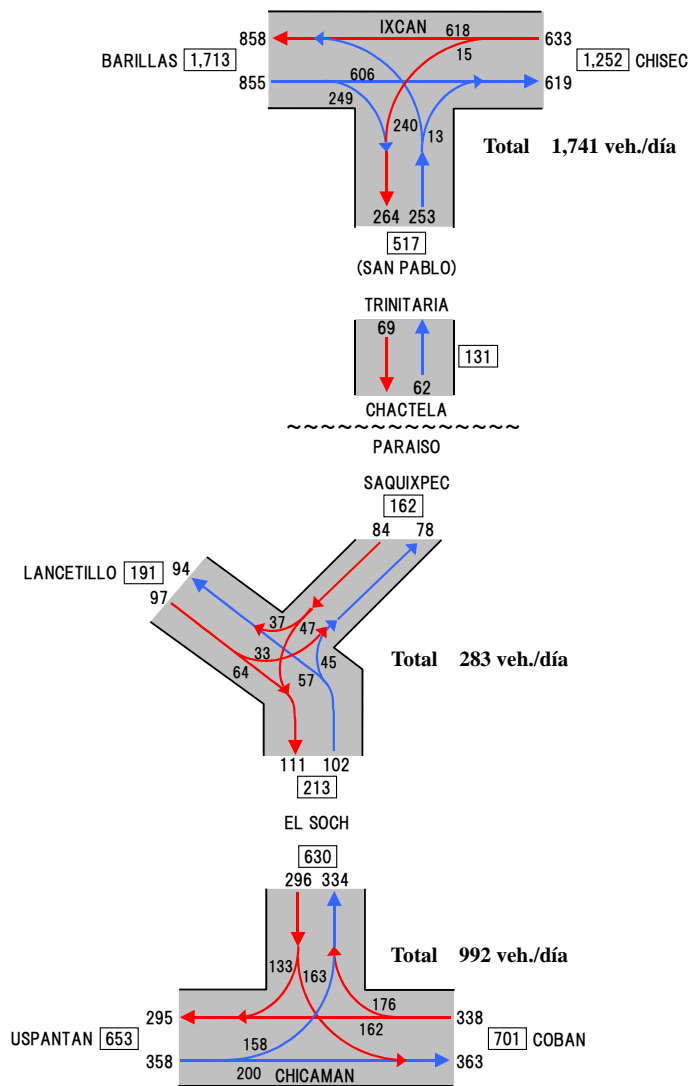 IXCAN
858 618 633
BARILLAS 1,713 15 1,252 CHISEC
855 606 619
249 240 13
Total 1,741 veh./día
264 253
517
(SAN PABLO)
TRINITARIA
69
131
62
CHACTELA
~~~~~~~~~~~~~~
PARAISO
SAQUIXPEC
162
84 78
LANCETILLO 191 94
97
37 47
33 45
64 57
Total 283 veh./día
111 102
213
EL SOCH
630
296 334
133 163
Total 992 veh./día
176
295 162 338
USPANTAN 653 701 COBAN
358 158 363
200 CHICAMAN